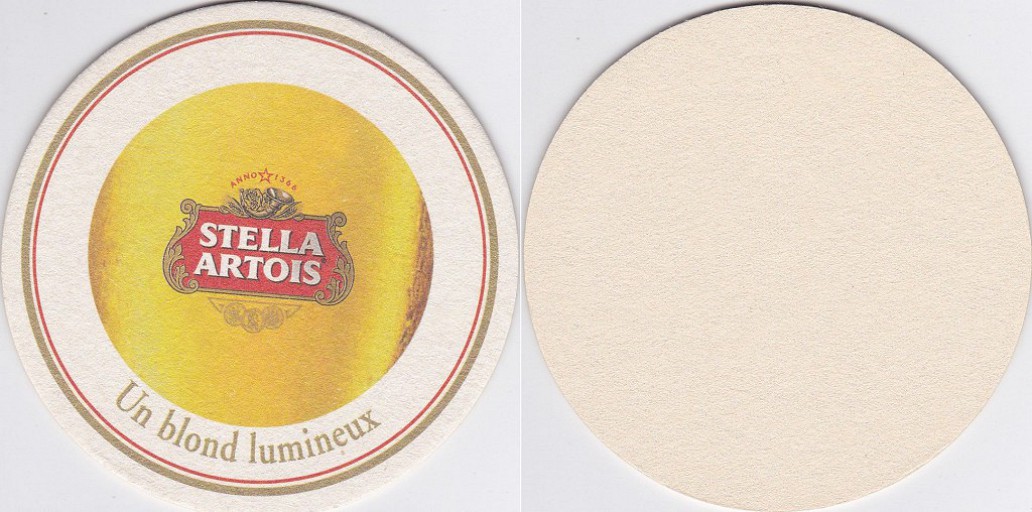 ANNO 1366
STELLA
ARTOIS
Un blond lumineux